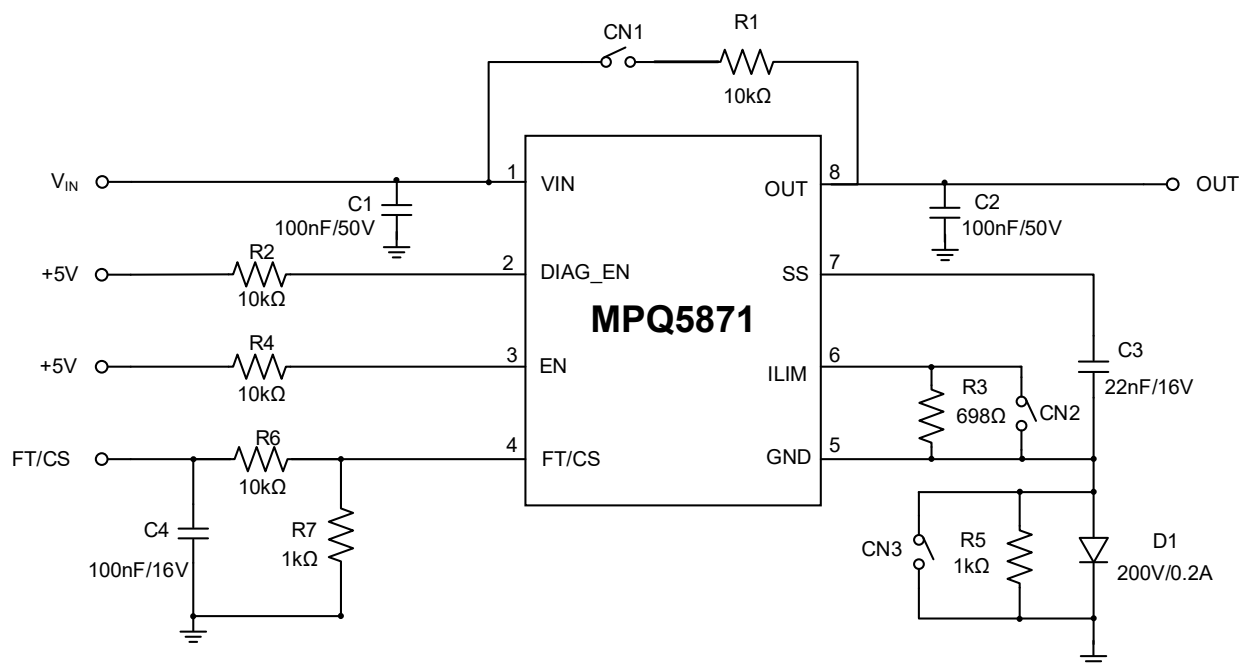 CN1
R1
10kΩ
VIN
1
VIN
OUT
8
OUT
C1
100nF/50V
C2
100nF/50V
+5V
R2
10kΩ
2
DIAG_EN
SS
7
MPQ5871
+5V
R4
10kΩ
3
EN
ILIM
6
R3
698Ω
CN2
C3
22nF/16V
FT/CS
R6
10kΩ
4
FT/CS
GND
5
C4
100nF/16V
R7
1kΩ
CN3
R5
1kΩ
D1
200V/0.2A